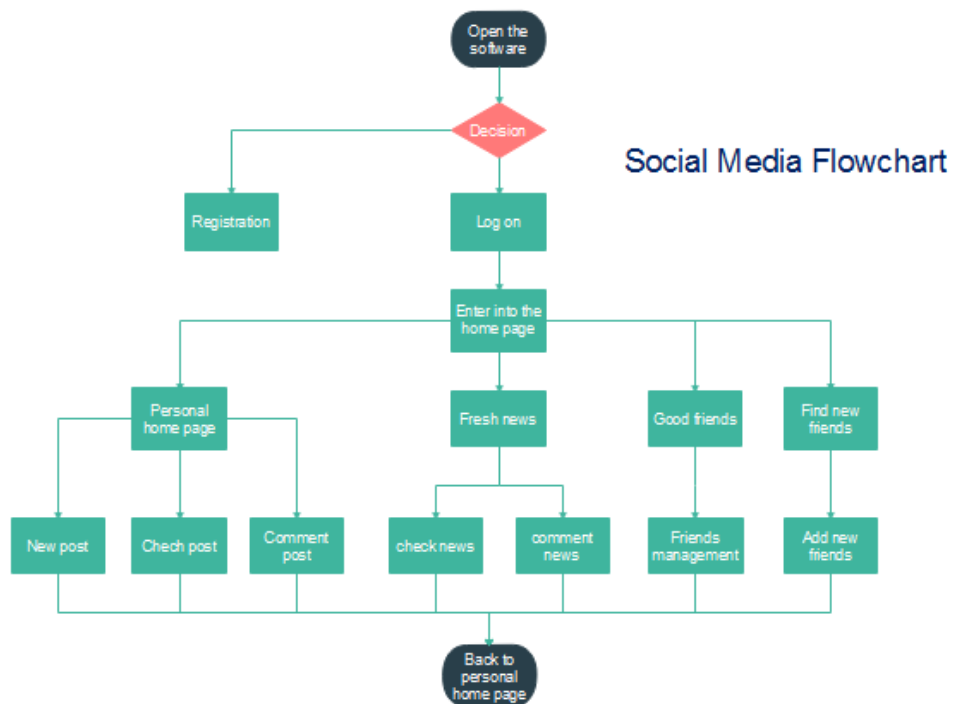 Open the
software
Decision
Social Media Flowchart
Registration
Log on
Enter into the
home page
Personal
home page
Fresh news
Good friends
Find new
friends
New post
Chech post
Comment
post
check news
comment
news
Friends
management
Add new
friends
Back to
personal
home page